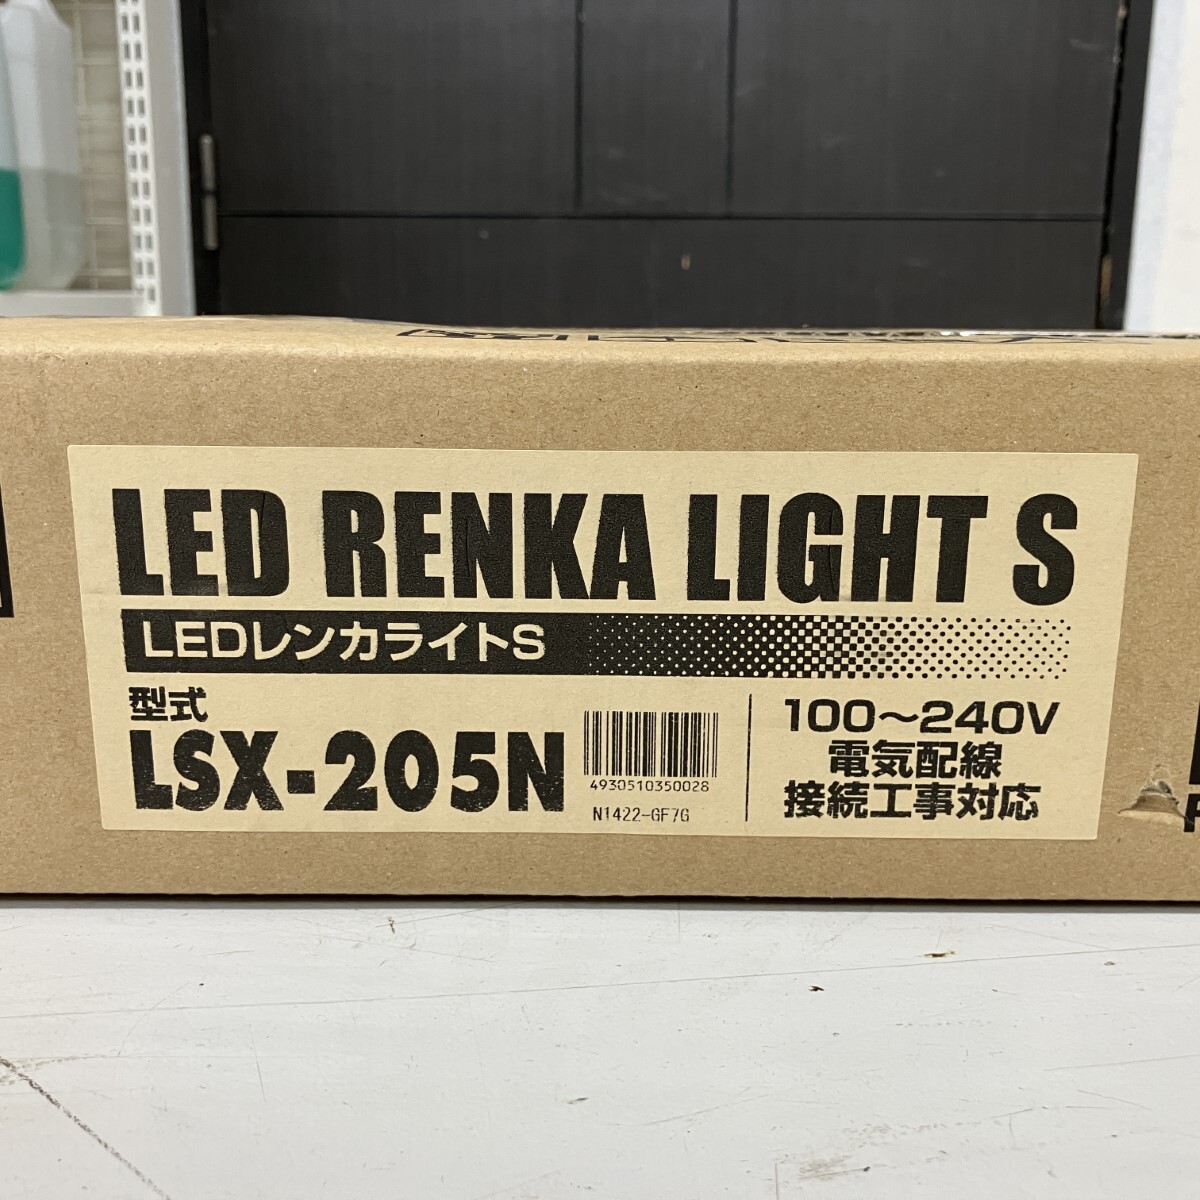 LED RENKA LIGHT S
LEDレンカライトS
型式
LSX-205N
4930510350028
N1422-GF7G
100～240V
電気配線
接続工事対応